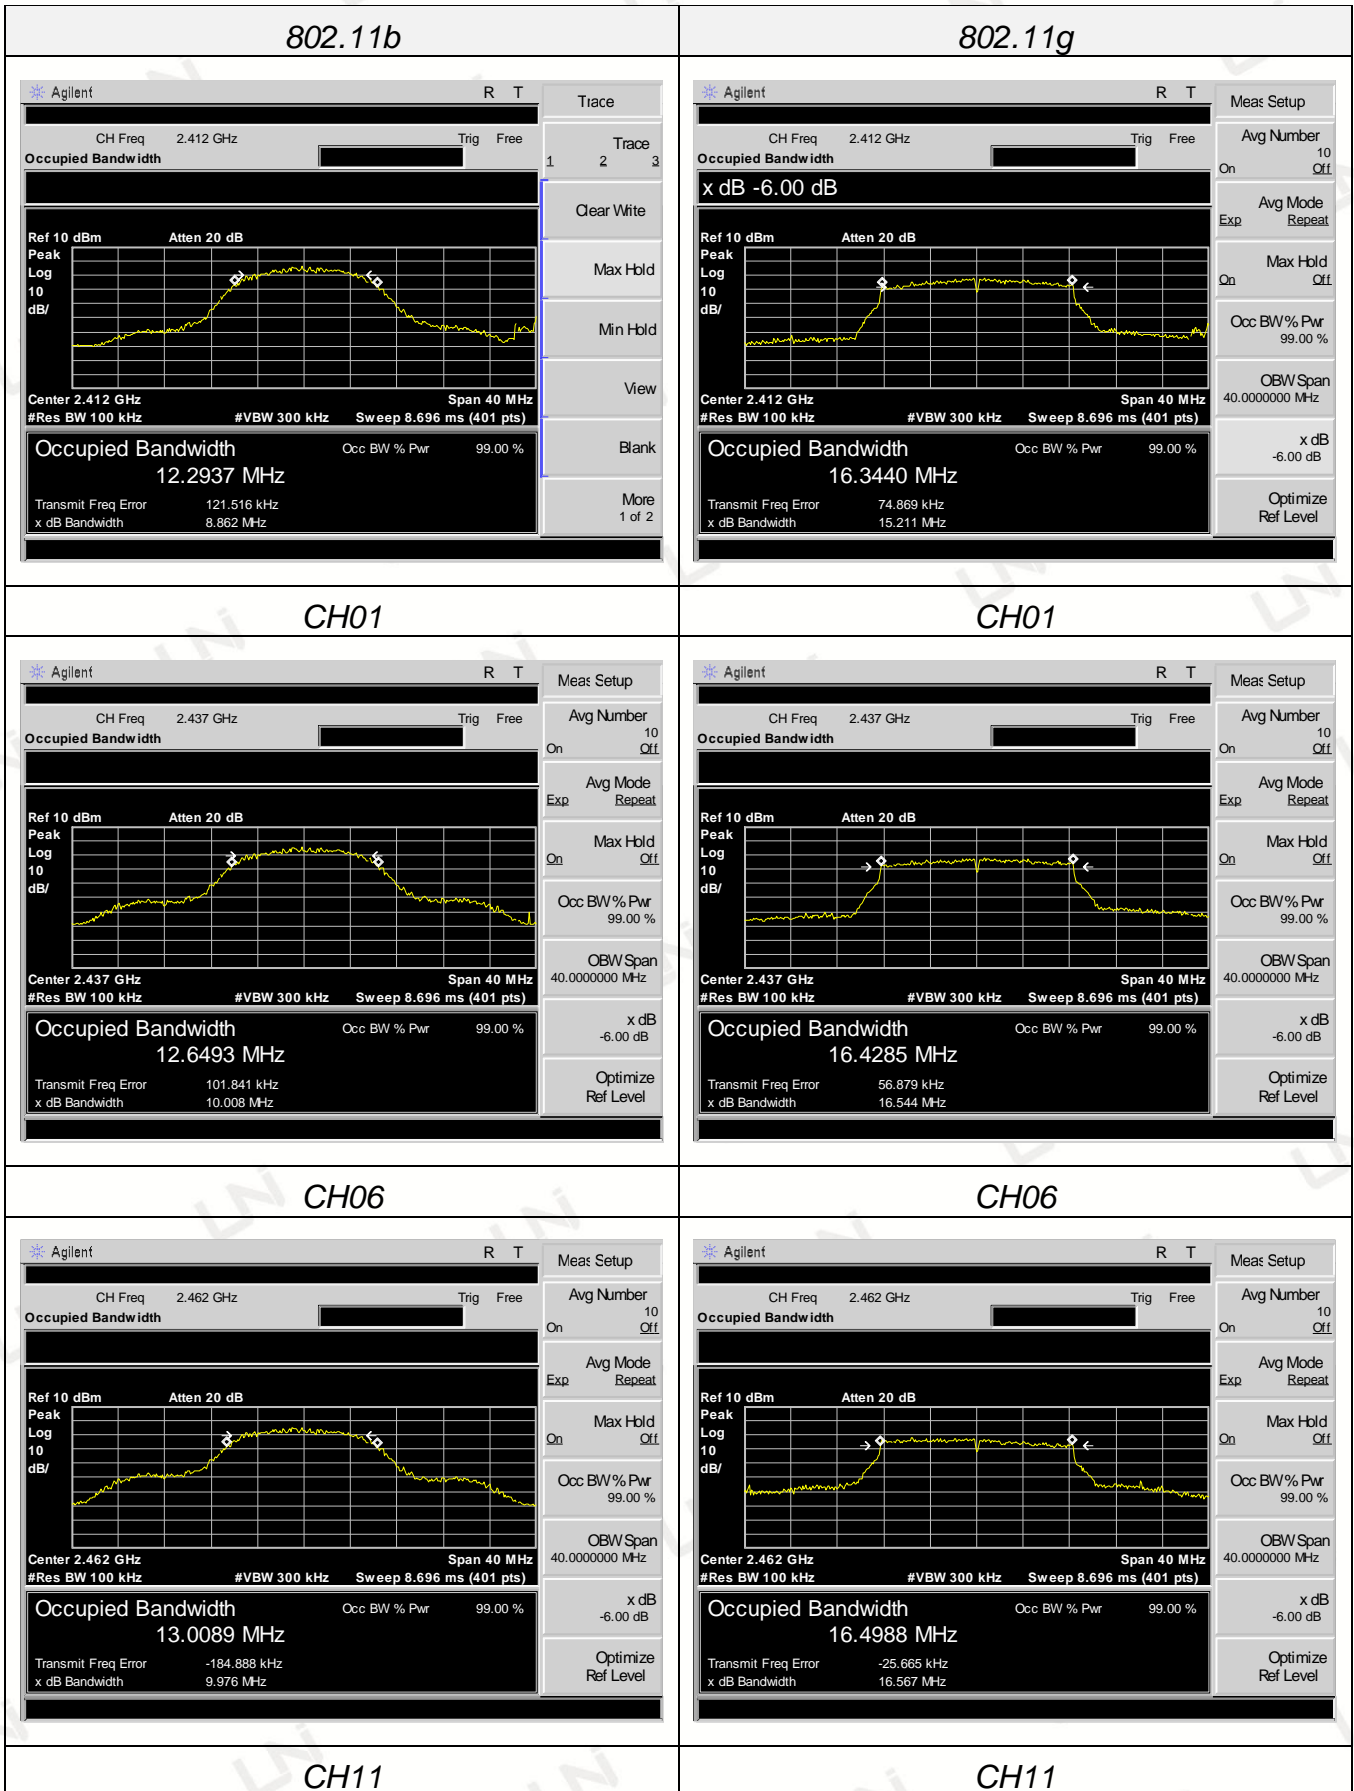 802.11b
802.11g
Agilent R T
Trace
CH Freq 2.412 GHz Trig Free
Occupied Bandwidth
Trace
1 2 3
Clear Write
Ref 10 dBm Atten 20 dB
Peak
Log
10
dB/
Max Hold
Min Hold
View
Center 2.412 GHz Span 40 MHz
#Res BW 100 kHz #VBW 300 kHz Sweep 8.696 ms (401 pts)
Blank
Occupied Bandwidth Occ BW % Pwr 99.00 %
12.2937 MHz
More
1 of 2
Transmit Freq Error 121.516 kHz
x dB Bandwidth 8.862 MHz
Agilent R T
Meas Setup
CH Freq 2.412 GHz Trig Free
Occupied Bandwidth
Avg Number
10
On Off
x dB -6.00 dB
Avg Mode
Exp Repeat
Ref 10 dBm Atten 20 dB
Peak
Log
10
dB/
Max Hold
On Off
Occ BW % Pwr
99.00 %
OBW Span
40.0000000 MHz
Center 2.412 GHz Span 40 MHz
#Res BW 100 kHz #VBW 300 kHz Sweep 8.696 ms (401 pts)
x dB
-6.00 dB
Occupied Bandwidth Occ BW % Pwr 99.00 %
16.3440 MHz
Optimize
Ref Level
Transmit Freq Error 74.869 kHz
x dB Bandwidth 15.211 MHz
CH01
CH01
Agilent R T
Meas Setup
CH Freq 2.437 GHz Trig Free
Occupied Bandwidth
Avg Number
10
On Off
Avg Mode
Exp Repeat
Ref 10 dBm Atten 20 dB
Peak
Log
10
dB/
Max Hold
On Off
Occ BW % Pwr
99.00 %
OBW Span
40.0000000 MHz
Center 2.437 GHz Span 40 MHz
#Res BW 100 kHz #VBW 300 kHz Sweep 8.696 ms (401 pts)
x dB
-6.00 dB
Occupied Bandwidth Occ BW % Pwr 99.00 %
12.6493 MHz
Optimize
Ref Level
Transmit Freq Error 101.841 kHz
x dB Bandwidth 10.008 MHz
Agilent R T
Meas Setup
CH Freq 2.437 GHz Trig Free
Occupied Bandwidth
Avg Number
10
On Off
Avg Mode
Exp Repeat
Ref 10 dBm Atten 20 dB
Peak
Log
10
dB/
Max Hold
On Off
Occ BW % Pwr
99.00 %
OBW Span
40.0000000 MHz
Center 2.437 GHz Span 40 MHz
#Res BW 100 kHz #VBW 300 kHz Sweep 8.696 ms (401 pts)
x dB
-6.00 dB
Occupied Bandwidth Occ BW % Pwr 99.00 %
16.4285 MHz
Optimize
Ref Level
Transmit Freq Error 56.879 kHz
x dB Bandwidth 16.544 MHz
CH06
CH06
Agilent R T
Meas Setup
CH Freq 2.462 GHz Trig Free
Occupied Bandwidth
Avg Number
10
On Off
Avg Mode
Exp Repeat
Ref 10 dBm Atten 20 dB
Peak
Log
10
dB/
Max Hold
On Off
Occ BW % Pwr
99.00 %
OBW Span
40.0000000 MHz
Center 2.462 GHz Span 40 MHz
#Res BW 100 kHz #VBW 300 kHz Sweep 8.696 ms (401 pts)
x dB
-6.00 dB
Occupied Bandwidth Occ BW % Pwr 99.00 %
13.0089 MHz
Optimize
Ref Level
Transmit Freq Error -184.888 kHz
x dB Bandwidth 9.976 MHz
Agilent R T
Meas Setup
CH Freq 2.462 GHz Trig Free
Occupied Bandwidth
Avg Number
10
On Off
Avg Mode
Exp Repeat
Ref 10 dBm Atten 20 dB
Peak
Log
10
dB/
Max Hold
On Off
Occ BW % Pwr
99.00 %
OBW Span
40.0000000 MHz
Center 2.462 GHz Span 40 MHz
#Res BW 100 kHz #VBW 300 kHz Sweep 8.696 ms (401 pts)
x dB
-6.00 dB
Occupied Bandwidth Occ BW % Pwr 99.00 %
16.4988 MHz
Optimize
Ref Level
Transmit Freq Error -25.665 kHz
x dB Bandwidth 16.567 MHz
CH11
CH11